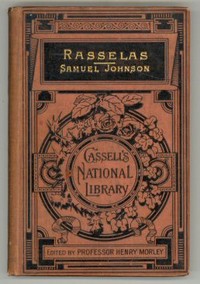 RASSELAS
SAMUEL JOHNSON
CASSELL'S
NATIONAL
LIBRARY
EDITED BY PROFESSOR HENRY MORLEY